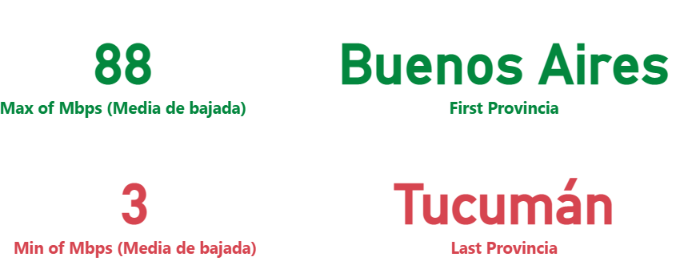 88
Buenos Aires
Max of Mbps (Media de bajada)
First Provincia
3
Tucumán
Min of Mbps (Media de bajada)
Last Provincia